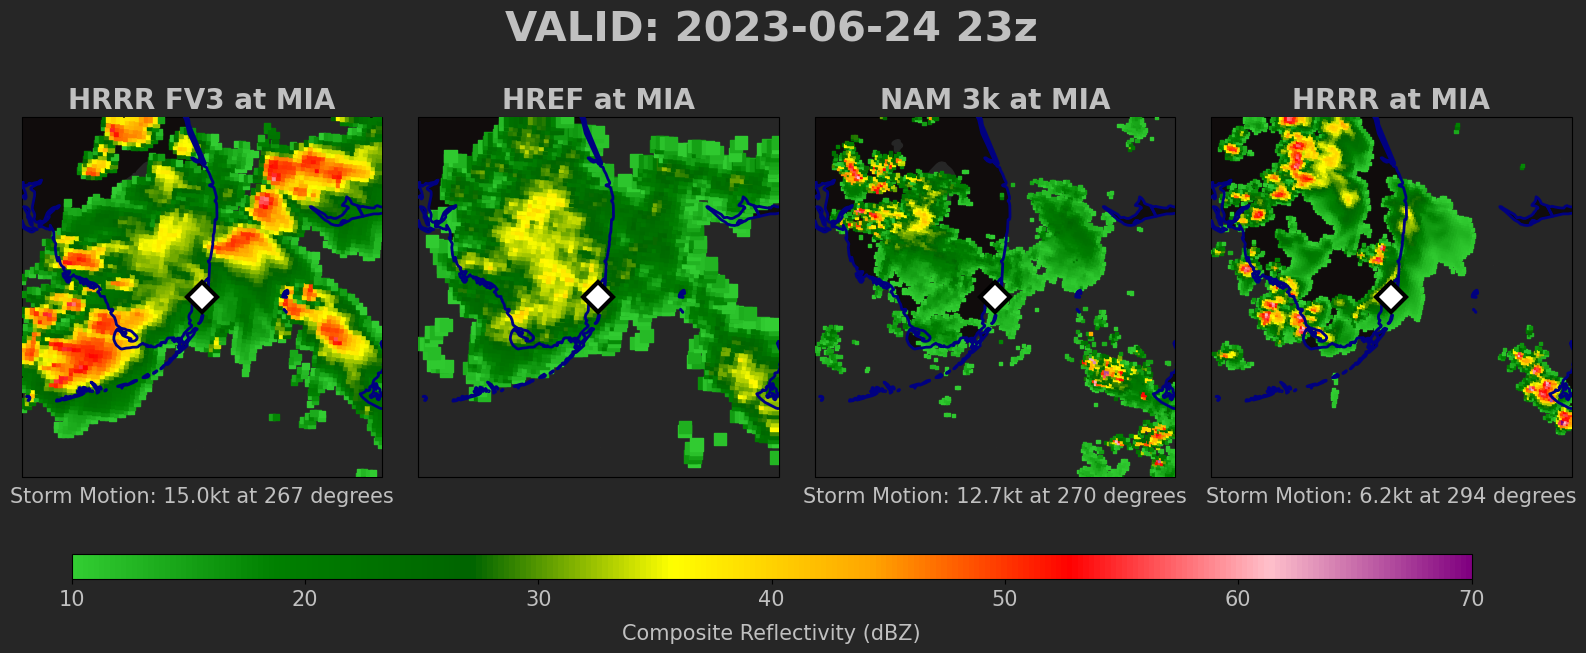 VALID: 2023-06-24 23z
HRRR FV3 at MIA
HREF at MIA
NAM 3k at MIA
HRRR at MIA
Storm Motion: 15.0kt at 267 degrees
Storm Motion: 12.7kt at 270 degrees
Storm Motion: 6.2kt at 294 degrees
10 20 30 40 50 60 70
Composite Reflectivity (dBZ)